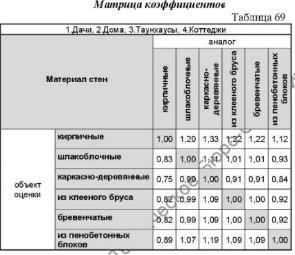 Матрица коэффициентов
Таблица 69
1.Дачи, 2.Дома, 3.Таунхаусы, 4.Коттеджи
Материал стен
аналог
кирпичные
шлакоблочные
каркасно-деревянные
из клееного бруса
бревенчатые
из пенобетонных блоков
объект оценки
кирпичные 1,00 1,20 1,33 1,22 1,22 1,12
шлакоблочные 0,83 1,00 1,11 1,01 1,01 0,93
каркасно-деревянные 0,75 0,90 1,00 0,91 0,91 0,84
из клееного бруса 0,82 0,99 1,09 1,00 1,00 0,92
бревенчатые 0,82 0,99 1,09 1,00 1,00 0,92
из пенобетонных блоков 0,89 1,07 1,19 1,09 1,09 1,00